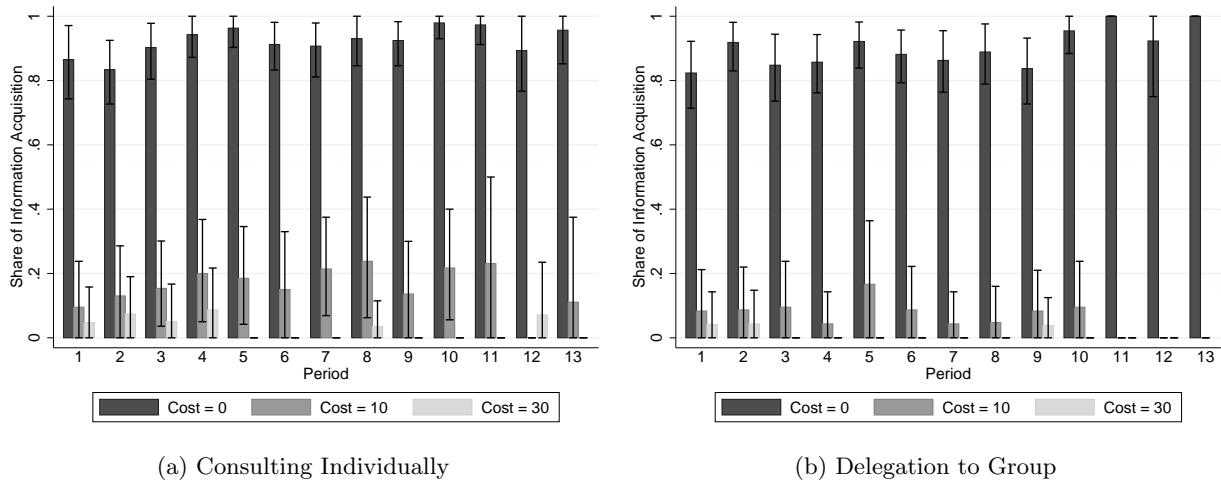 Share of Information Acquisition
1
.8
.6
.4
.2
0
1 2 3 4 5 6 7 8 9 10 11 12 13
Period
Cost = 0 Cost = 10 Cost = 30
(a) Consulting Individually
Share of Information Acquisition
1
.8
.6
.4
.2
0
1 2 3 4 5 6 7 8 9 10 11 12 13
Period
Cost = 0 Cost = 10 Cost = 30
(b) Delegation to Group